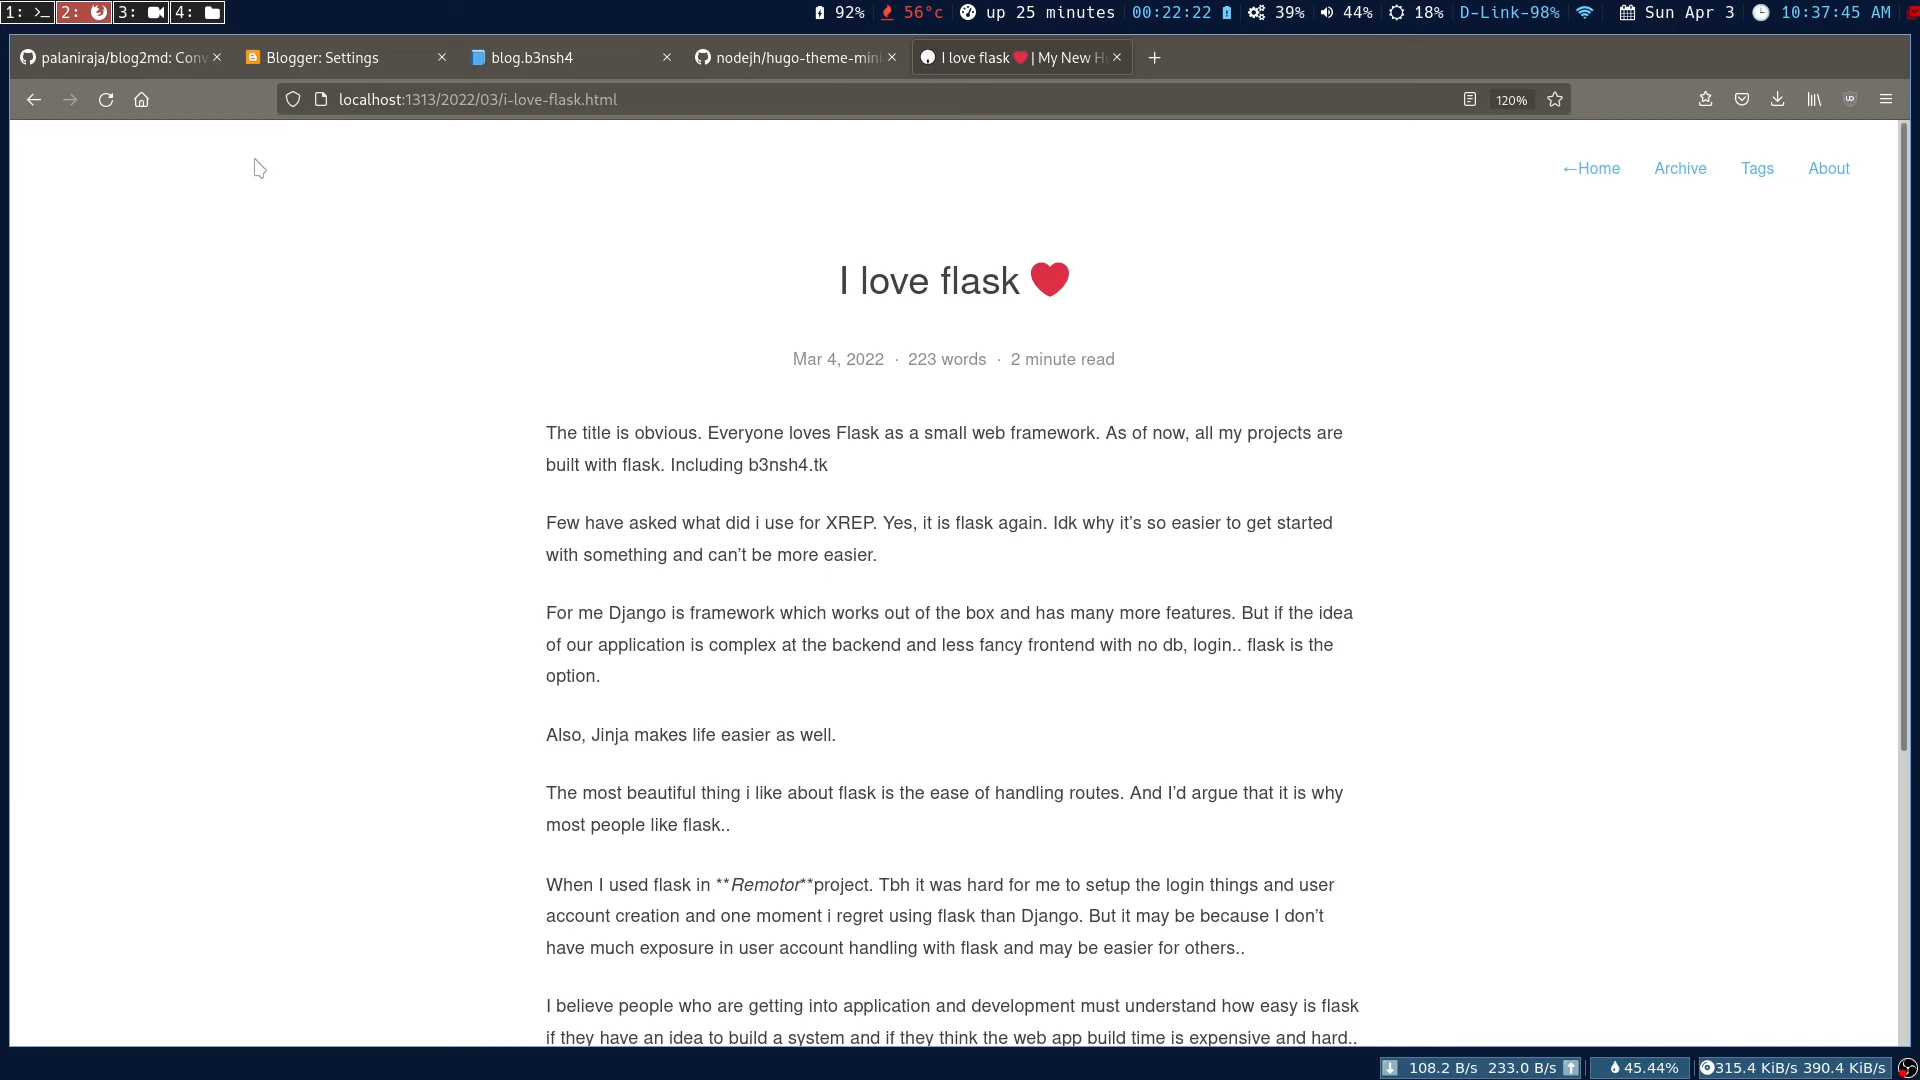 1: 2: 3: 4: 92% 56°c up 25 minutes 00:22:22 39% 44% 18% D-Link-98% Sun Apr 3 10:37:45 AM
palaniraja/blog2md: Conv Blogger: Settings blog.b3nsh4 nodejh/hugo-theme-mini I love flask ❤️ | My New H
localhost:1313/2022/03/i-love-flask.html 120%
←Home Archive Tags About
I love flask ❤️
Mar 4, 2022 · 223 words · 2 minute read
The title is obvious. Everyone loves Flask as a small web framework. As of now, all my projects are
built with flask. Including b3nsh4.tk
Few have asked what did i use for XREP. Yes, it is flask again. Idk why it’s so easier to get started
with something and can’t be more easier.
For me Django is framework which works out of the box and has many more features. But if the idea
of our application is complex at the backend and less fancy frontend with no db, login.. flask is the
option.
Also, Jinja makes life easier as well.
The most beautiful thing i like about flask is the ease of handling routes. And I’d argue that it is why
most people like flask..
When I used flask in **Remotor**project. Tbh it was hard for me to setup the login things and user
account creation and one moment i regret using flask than Django. But it may be because I don’t
have much exposure in user account handling with flask and may be easier for others..
I believe people who are getting into application and development must understand how easy is flask
if they have an idea to build a system and if they think the web app build time is expensive and hard..
108.2 B/s 233.0 B/s 45.44% 315.4 KiB/s 390.4 KiB/s